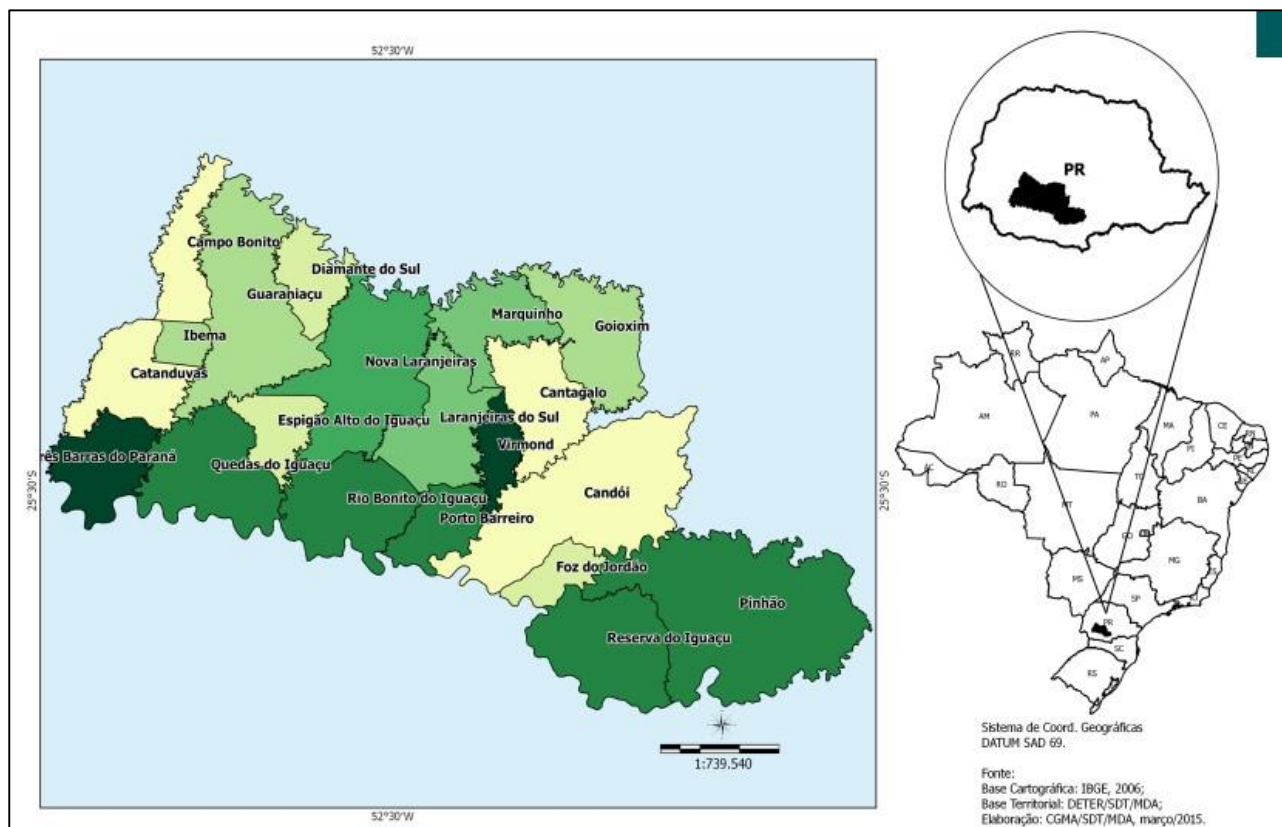 52°30'W
Campo Bonito
Diamante do Sul
Guaraniaçu
Marquinho
Goioxim
Ibema
Nova Laranjeiras
Catanduvas
Cantagalo
Espigão Alto do Iguaçu
Laranjeiras do Sul
Virmond
rês Barras do Paraná
Quedas do Iguaçu
Rio Bonito do Iguaçu
Candói
Porto Barreiro
Foz do Jordão
Pinhão
Reserva do Iguaçu
25°30'S
25°30'S
1:739.540
52°30'W
PR
RR
AP
AM
PA
MA
CE
RN
PI
PE
AC
RO
TO
BA
MT
GO
MG
MS
SP
PR
SC
RS
Sistema de Coord. Geográficas
DATUM SAD 69.
Fonte:
Base Cartográfica: IBGE, 2006;
Base Territorial: DETER/SDT/MDA;
Elaboração: CGMA/SDT/MDA, março/2015.